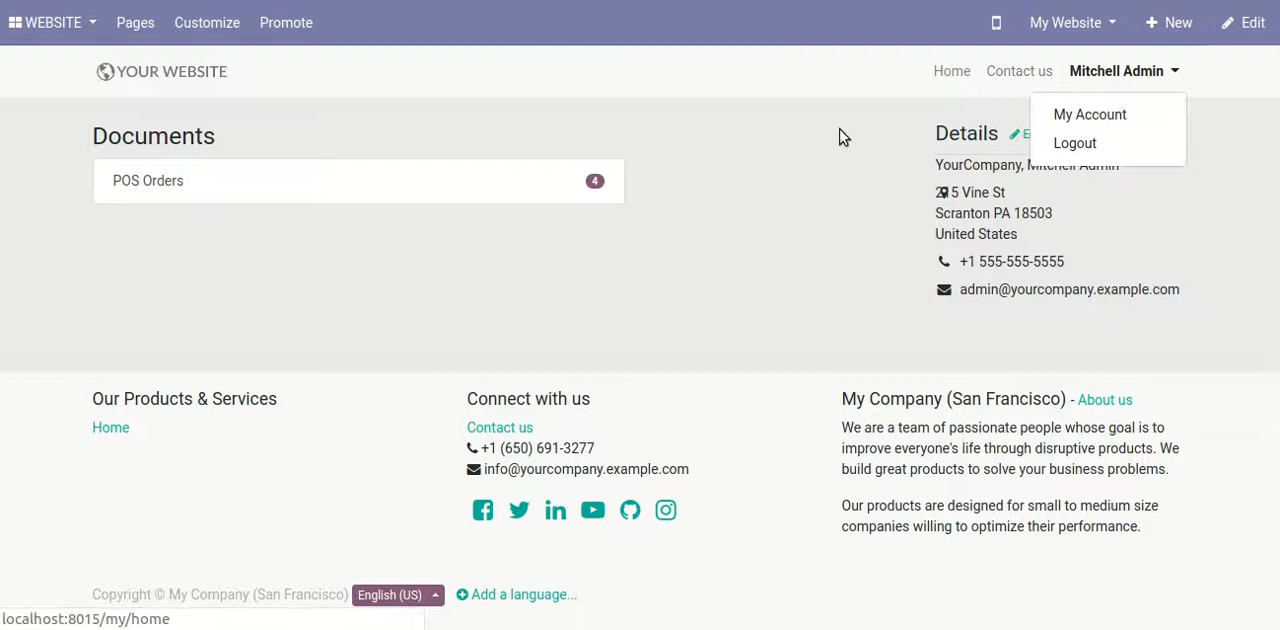 WEBSITE Pages Customize Promote My Website New Edit
YOUR WEBSITE Home Contact us Mitchell Admin
My Account
Logout
Documents
POS Orders 4
Details
YourCompany, Mitchell Admin
5 Vine St
Scranton PA 18503
United States
+1 555-555-5555
admin@yourcompany.example.com
Our Products & Services
Home
Connect with us
Contact us
+1 (650) 691-3277
info@yourcompany.example.com
My Company (San Francisco) - About us
We are a team of passionate people whose goal is to
improve everyone's life through disruptive products. We
build great products to solve your business problems.
Our products are designed for small to medium size
companies willing to optimize their performance.
Copyright © My Company (San Francisco) English (US) Add a language...
localhost:8015/my/home